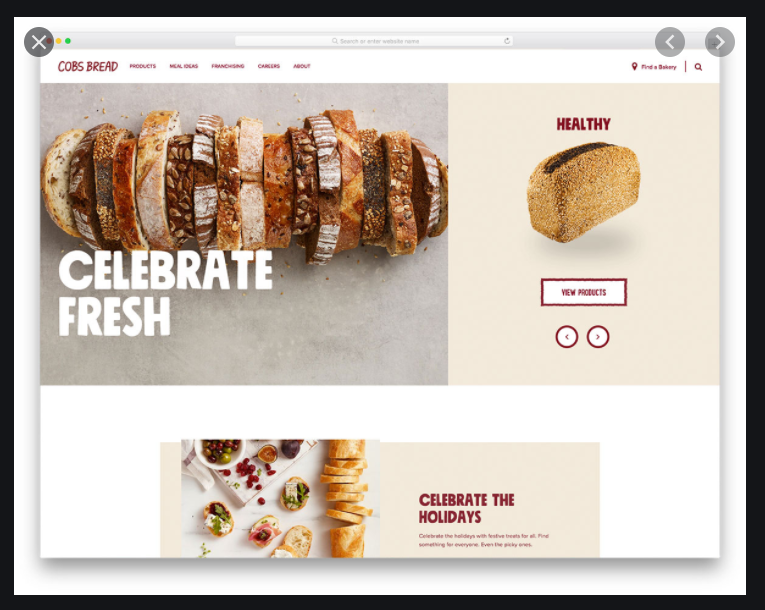 Search or enter website name
COBS BREAD
PRODUCTS MEAL IDEAS FRANCHISING CAREERS ABOUT
Find a Bakery
CELEBRATE
FRESH
HEALTHY
VIEW PRODUCTS
CELEBRATE THE
HOLIDAYS
Celebrate the holidays with festive treats for all. Find
something for everyone. Even the picky ones.